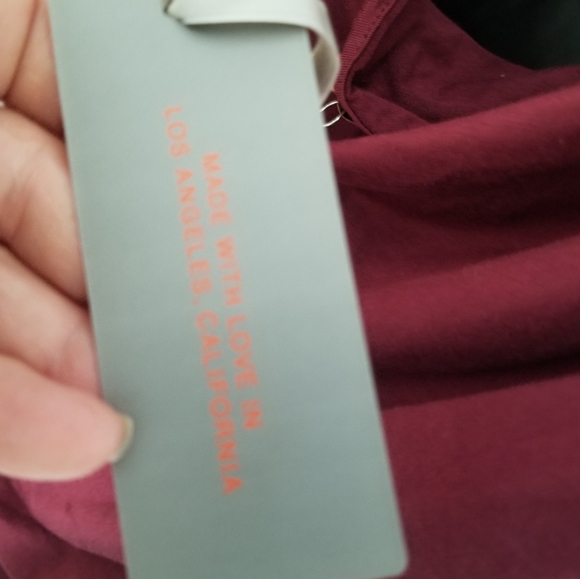 MADE WITH LOVE IN
LOS ANGELES, CALIFORNIA